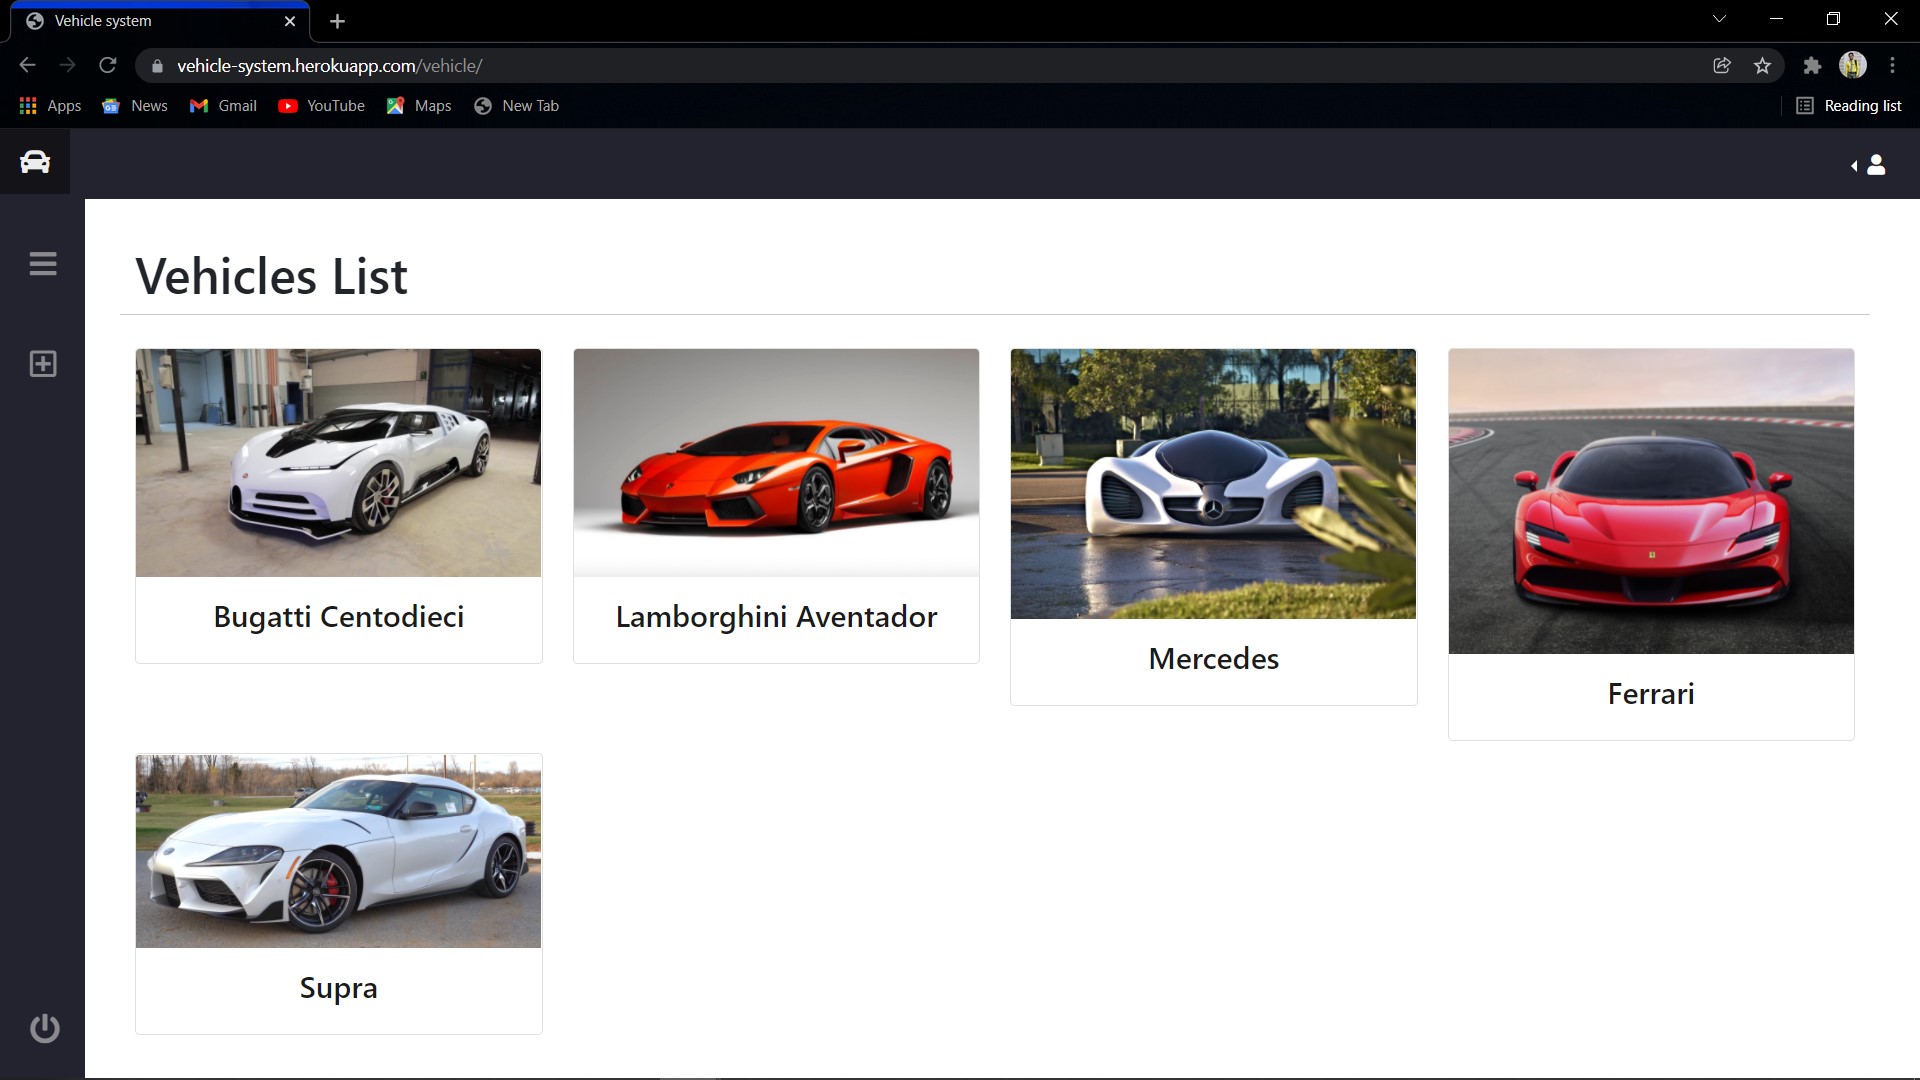 Vehicle system
vehicle-system.herokuapp.com/vehicle/
Apps News Gmail YouTube Maps New Tab Reading list
Vehicles List
Bugatti Centodieci
Lamborghini Aventador
Mercedes
Ferrari
Supra